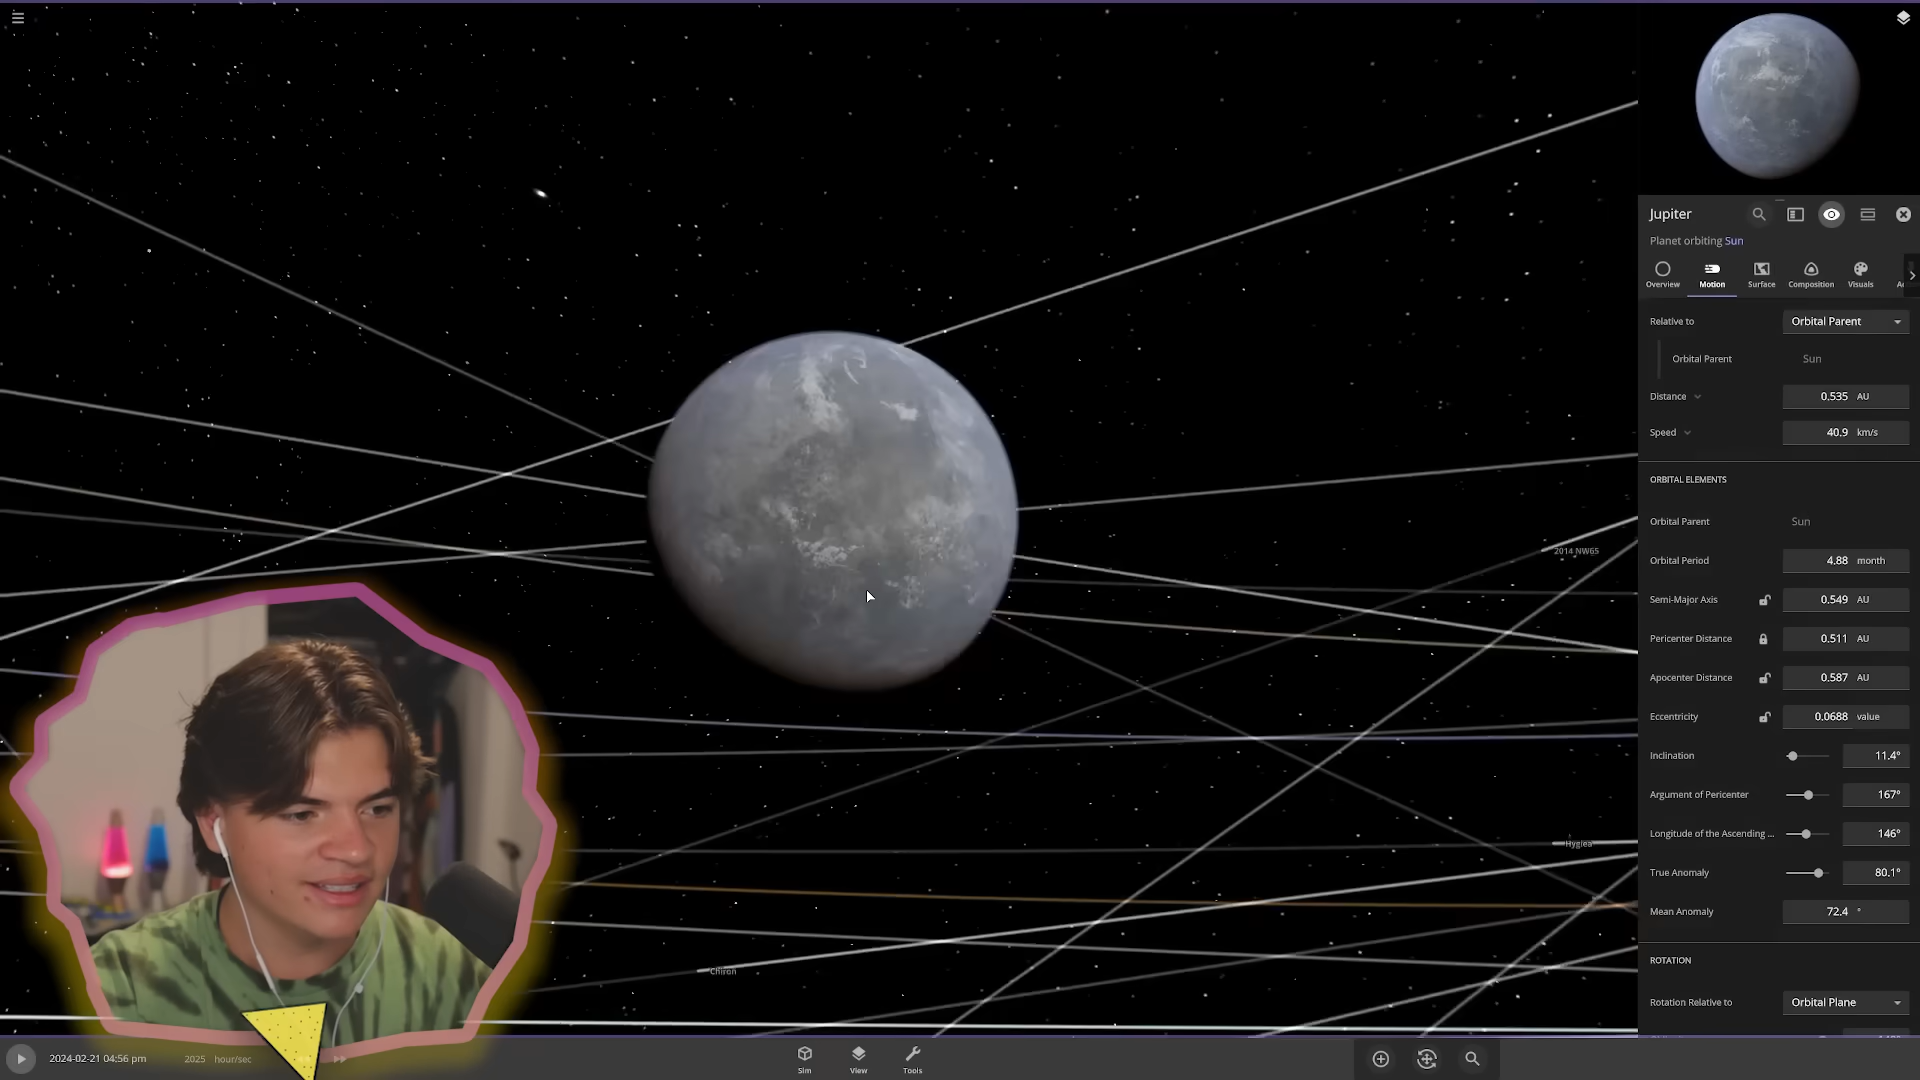 Jupiter
Planet orbiting Sun
Overview Motion Surface Composition Visuals
Relative to Orbital Parent
Orbital Parent Sun
Distance 0.535 AU
Speed 40.9 km/s
ORBITAL ELEMENTS
Orbital Parent Sun
2014 NW65
Orbital Period 4.88 month
Semi-Major Axis 0.549 AU
Pericenter Distance 0.511 AU
Apocenter Distance 0.587 AU
Eccentricity 0.0688 value
Inclination 11.4°
Argument of Pericenter 167°
Longitude of the Ascending ... 146°
Hygiea
True Anomaly 80.1°
Mean Anomaly 72.4 °
ROTATION
Chiron
Rotation Relative to Orbital Plane
2024-02-21 04:56 pm 2025 hour/sec
Sim View Tools